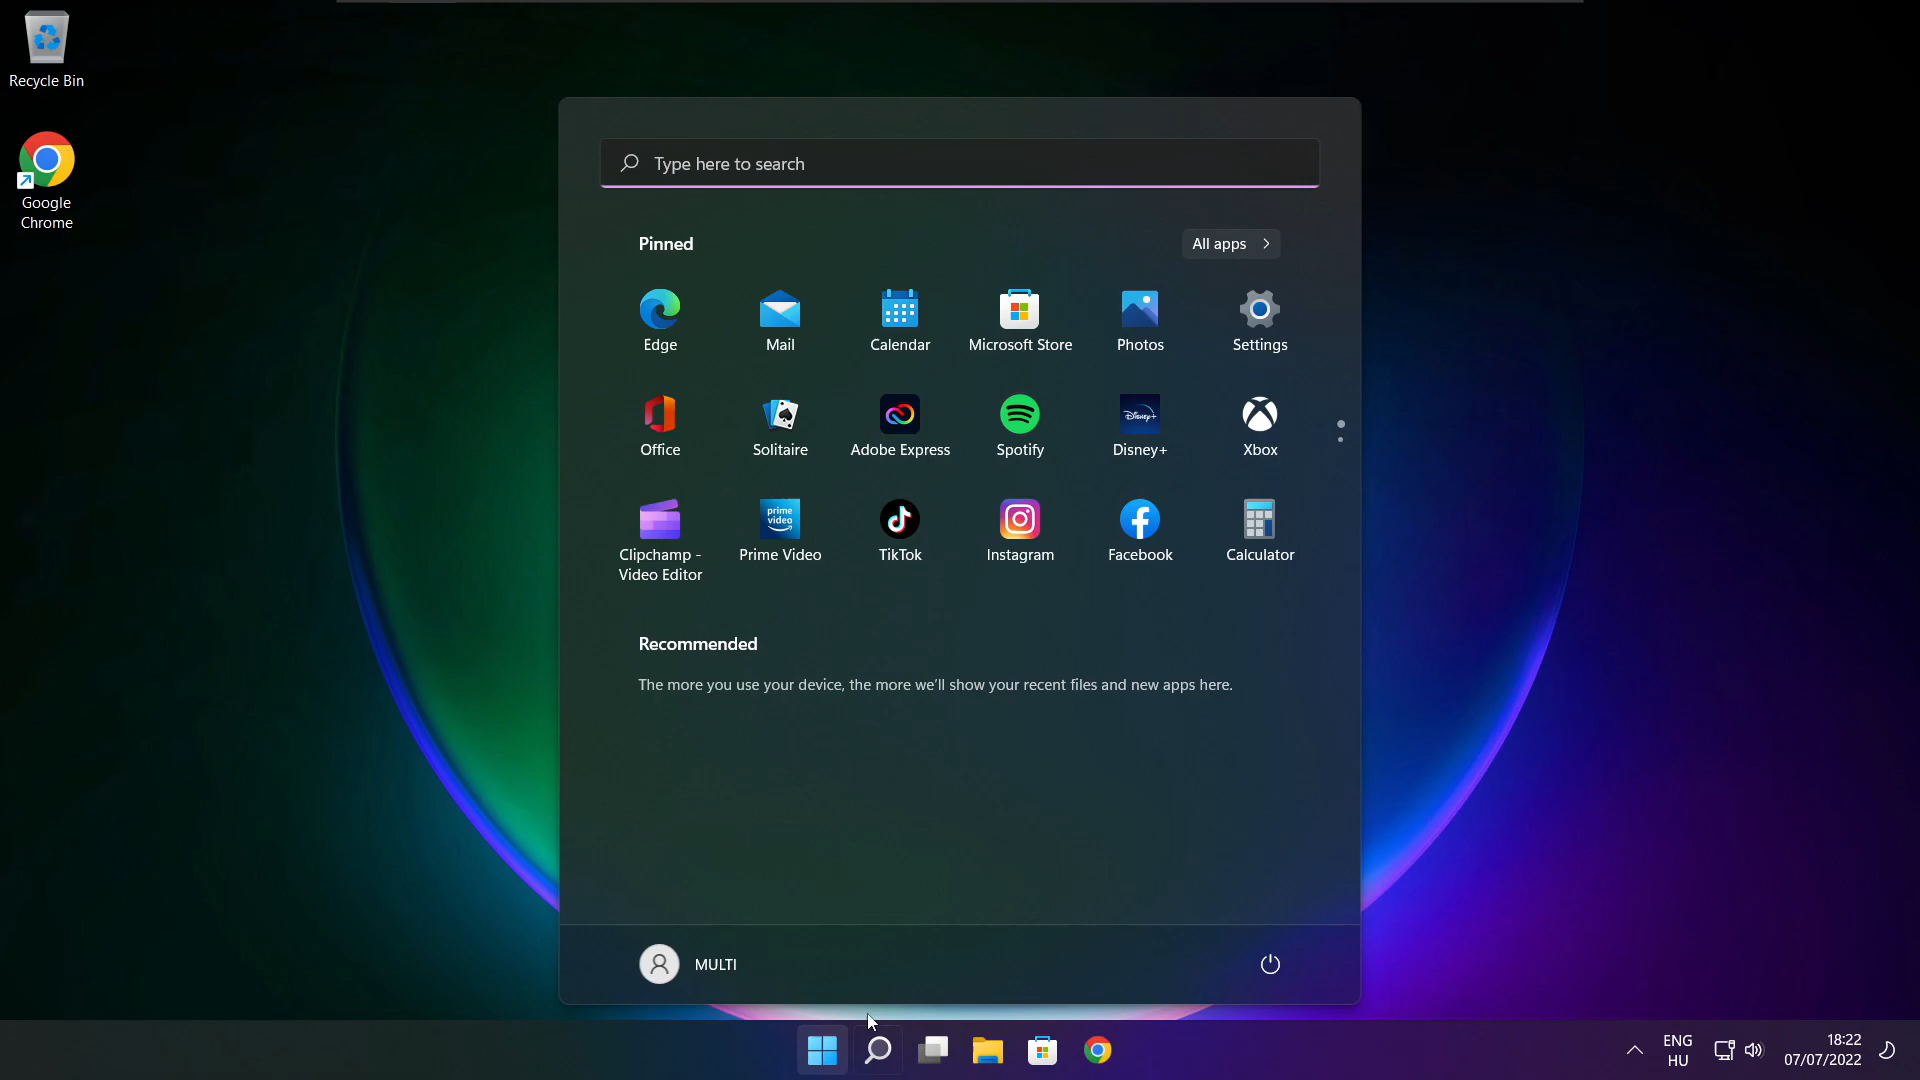 Recycle Bin
Google
Chrome
Type here to search
Pinned
All apps
Edge
Mail
Calendar
Microsoft Store
Photos
Settings
Office
Solitaire
Adobe Express
Spotify
Disney+
Disney+
Xbox
Clipchamp -
Video Editor
prime
video
Prime Video
TikTok
Instagram
Facebook
Calculator
Recommended
The more you use your device, the more we'll show your recent files and new apps here.
MULTI
ENG
HU
18:22
07/07/2022